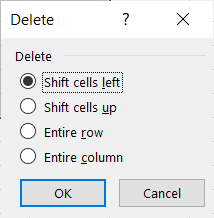 Delete ? ×
Delete
Shift cells left
Shift cells up
Entire row
Entire column
OK Cancel